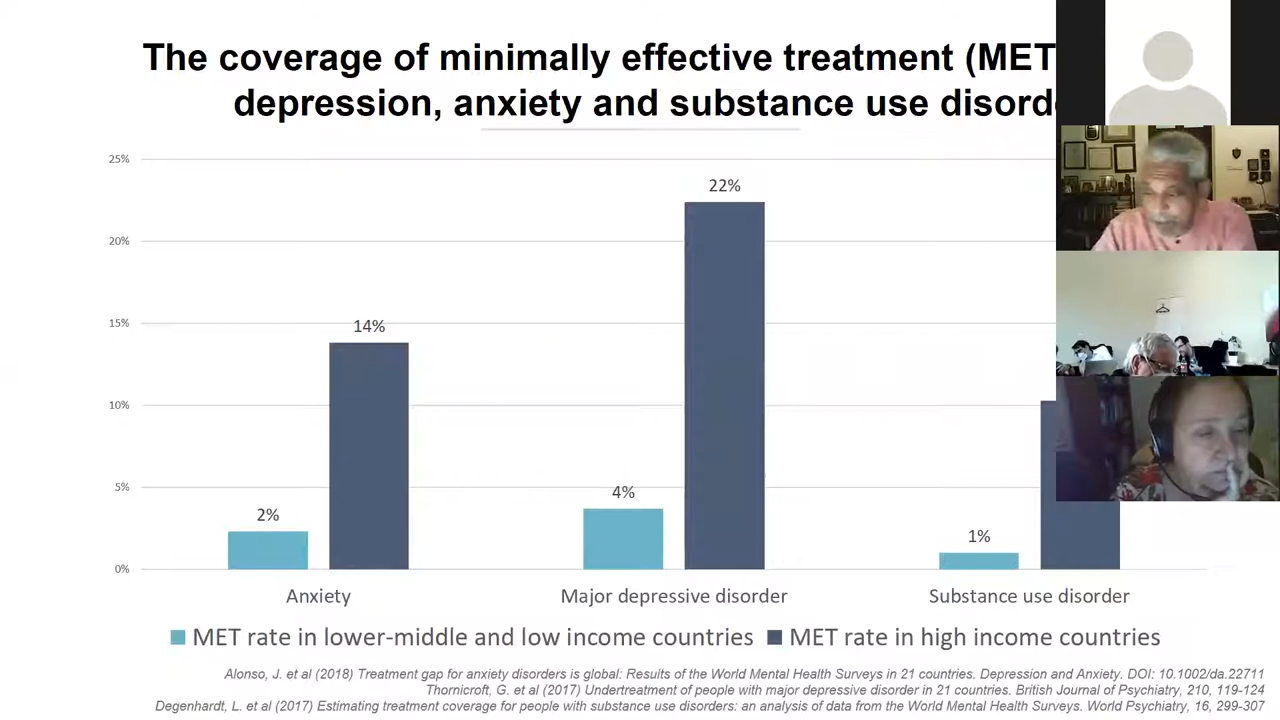 The coverage of minimally effective treatment (MET
depression, anxiety and substance use disord
25%
20%
15%
10%
5%
0%
2%
14%
4%
22%
1%
Anxiety
Major depressive disorder
Substance use disorder
MET rate in lower-middle and low income countries
MET rate in high income countries
Alonso, J. et al (2018) Treatment gap for anxiety disorders is global: Results of the World Mental Health Surveys in 21 countries. Depression and Anxiety. DOI: 10.1002/da.22711
Thornicroft, G. et al (2017) Undertreatment of people with major depressive disorder in 21 countries. British Journal of Psychiatry, 210, 119-124
Degenhardt, L. et al (2017) Estimating treatment coverage for people with substance use disorders: an analysis of data from the World Mental Health Surveys. World Psychiatry, 16, 299-307